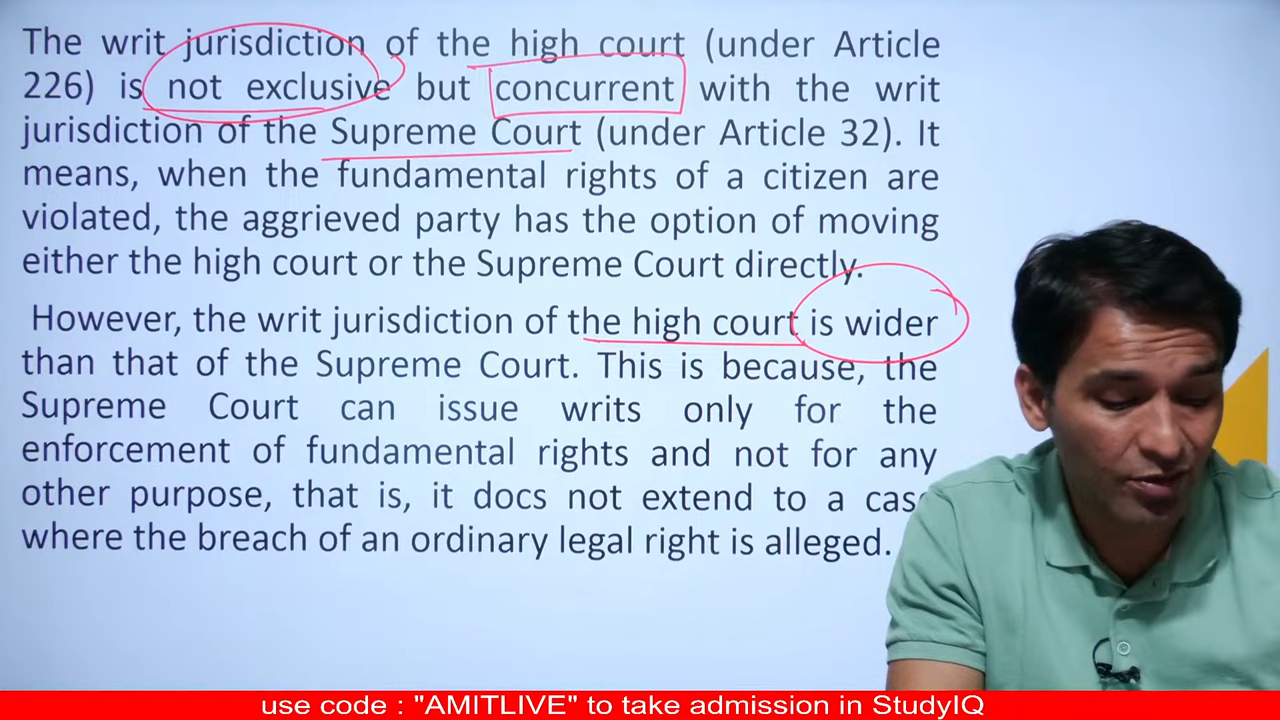 The writ jurisdiction of the high court (under Article
226) is not exclusive but concurrent with the writ
jurisdiction of the Supreme Court (under Article 32). It
means, when the fundamental rights of a citizen are
violated, the aggrieved party has the option of moving
either the high court or the Supreme Court directly.
However, the writ jurisdiction of the high court is wider
than that of the Supreme Court. This is because, the
Supreme Court can issue writs only for the
enforcement of fundamental rights and not for any
other purpose, that is, it docs not extend to a case
where the breach of an ordinary legal right is alleged.
use code : "AMITLIVE" to take admission in StudyIQ